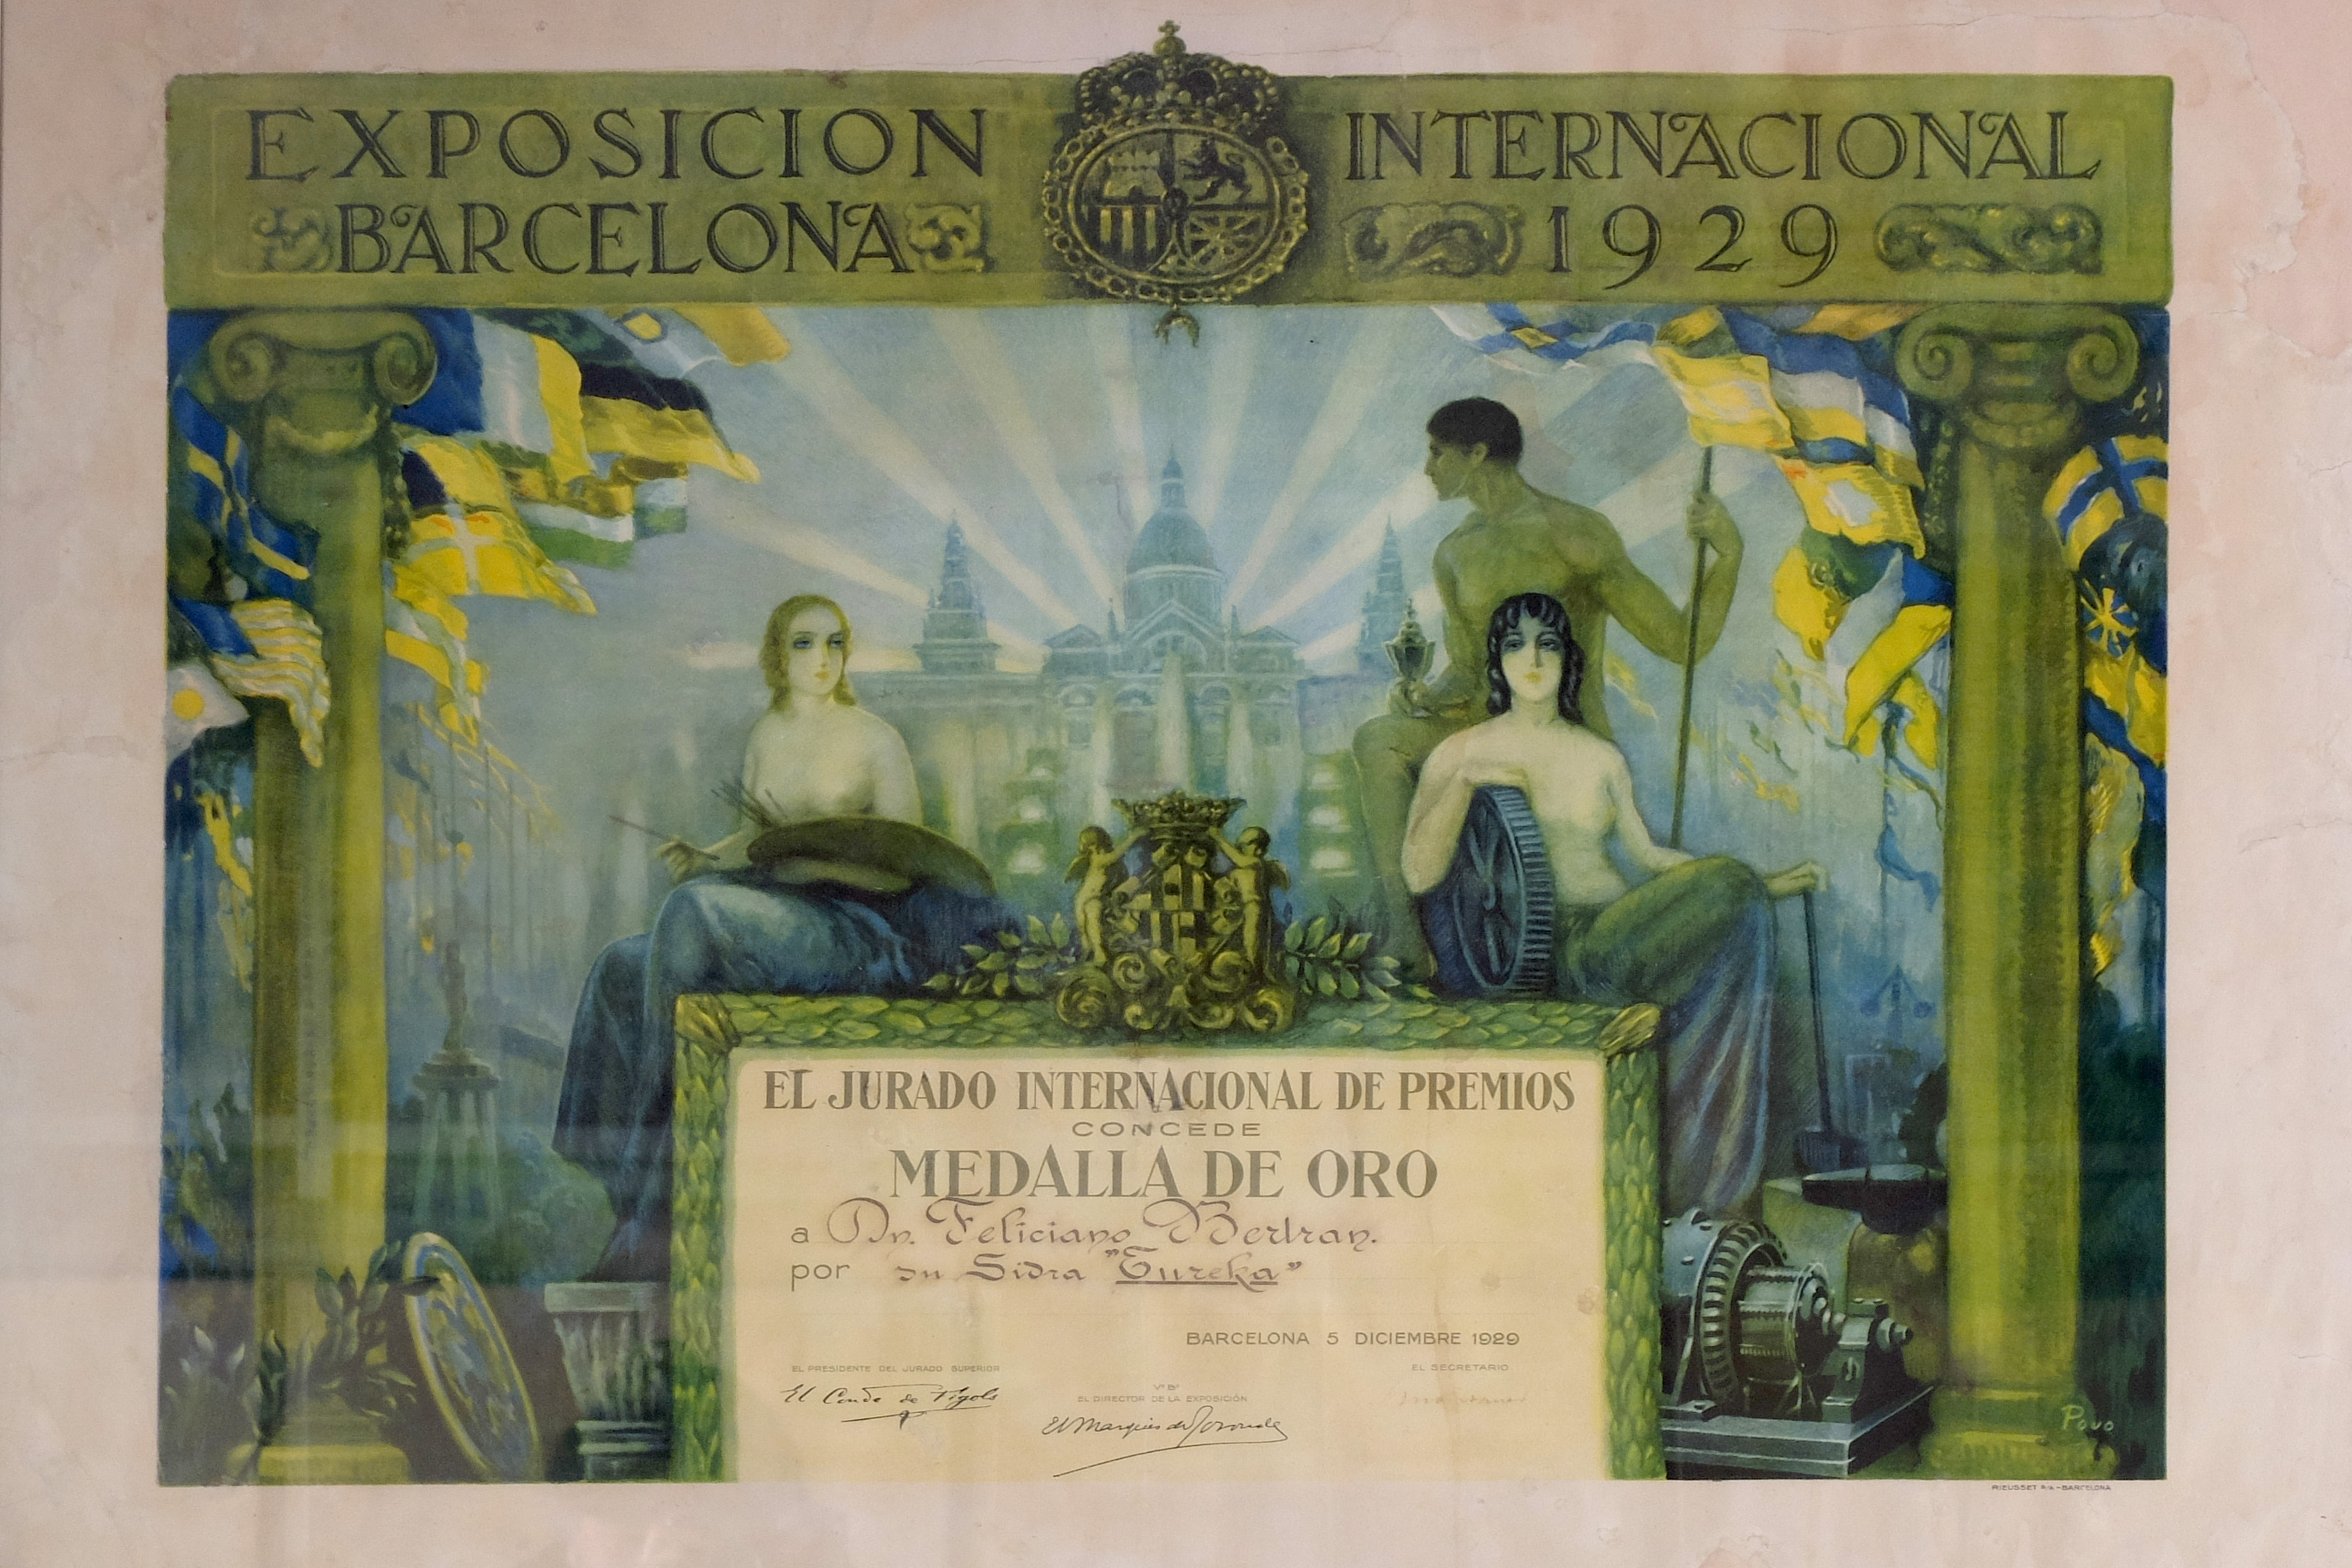 EXPOSICION INTERNACIONAL
BARCELONA 1929
EL JURADO INTERNACIONAL DE PREMIOS
CONCEDE
MEDALLA DE ORO
a Dn. Feliciano Bertran.
por su Sidra "Eureka"
BARCELONA 5 DICIEMBRE 1929
EL PRESIDENTE DEL JURADO SUPERIOR
EL SECRETARIO
El Conde de Fígols
Vº Bº
EL DIRECTOR DE LA EXPOSICIÓN
El Marques de Foronda
Povo
RIEUSSET S/A - BARCELONA